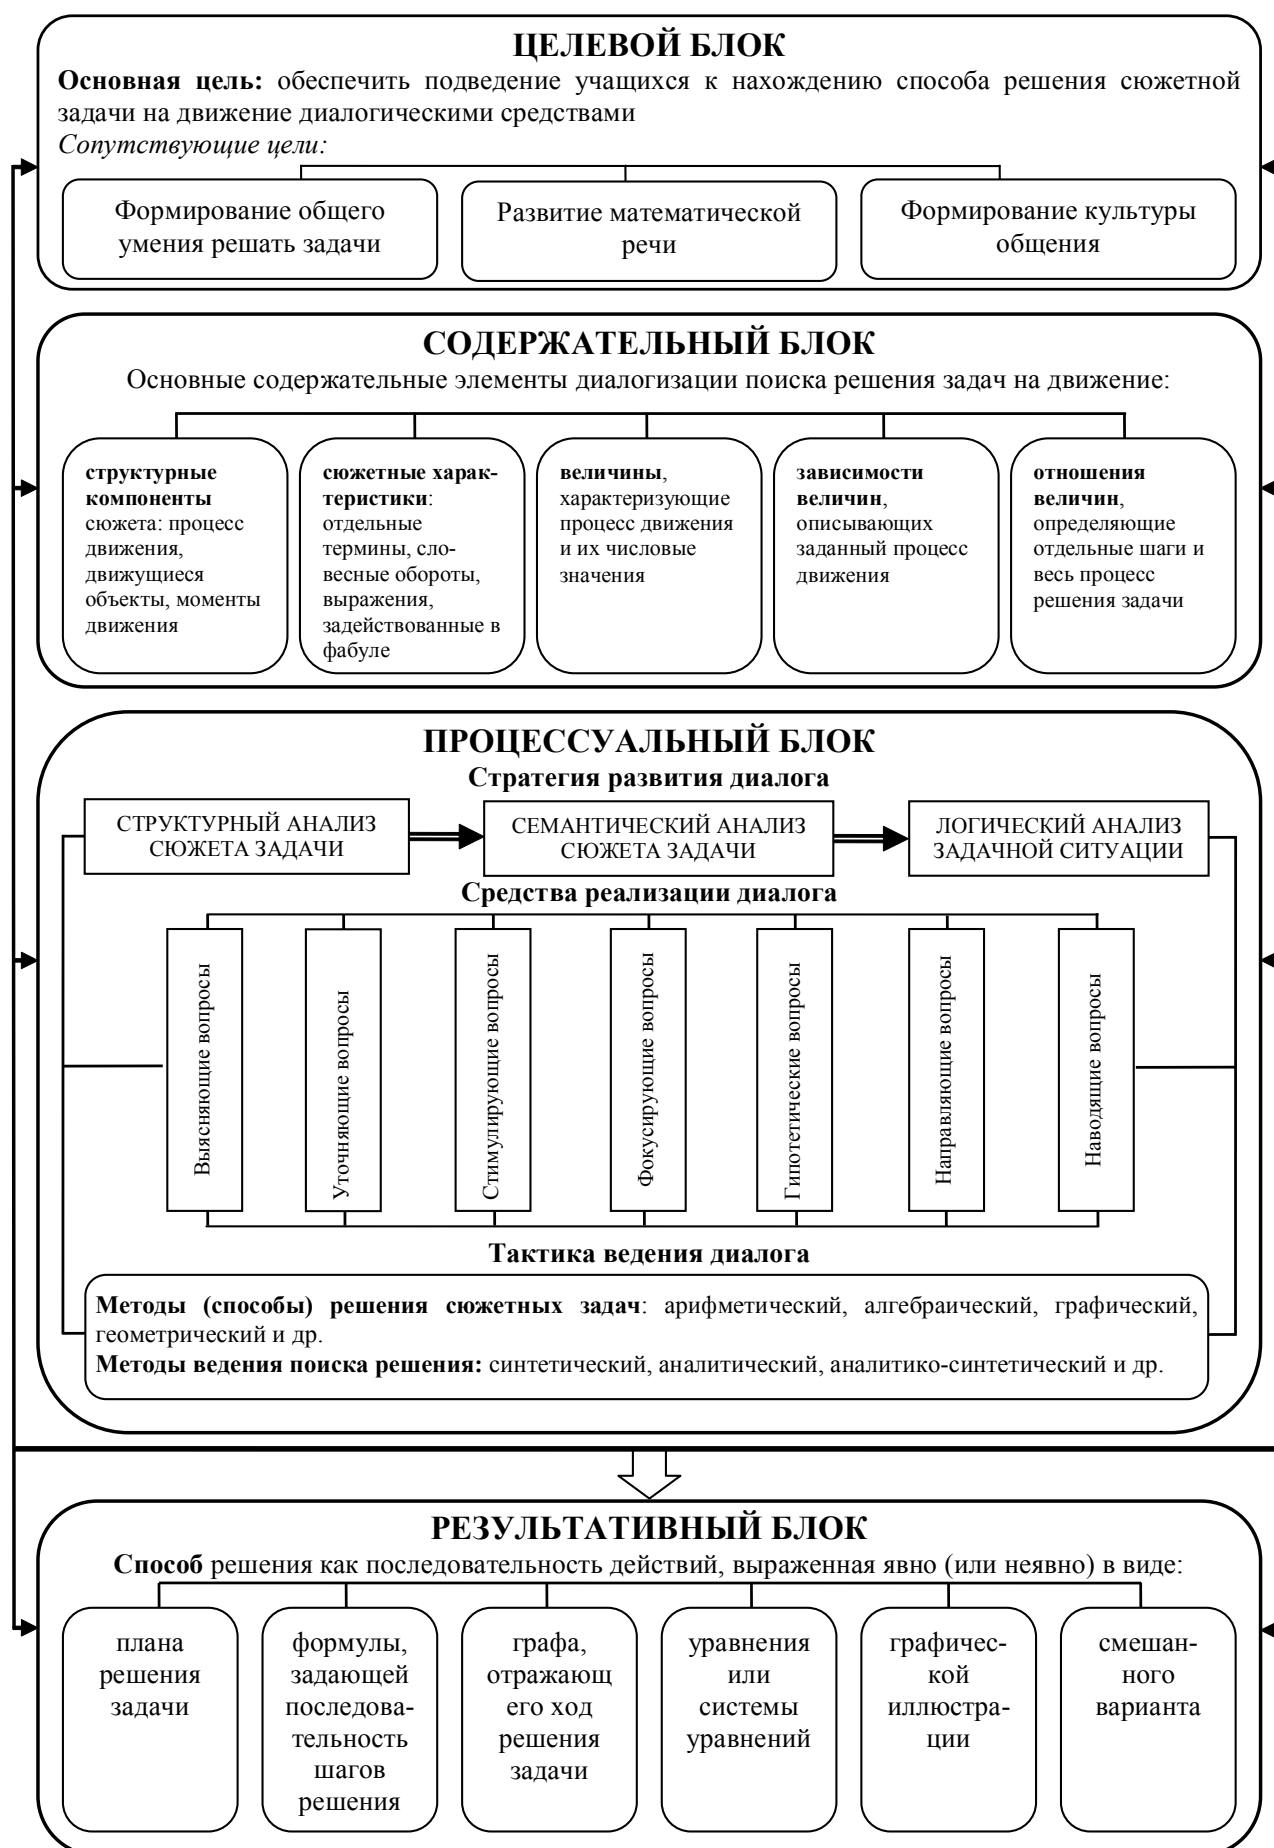 ЦЕЛЕВОЙ БЛОК
Основная цель: обеспечить подведение учащихся к нахождению способа решения сюжетной
задачи на движение диалогическими средствами
Сопутствующие цели:
Формирование общего
умения решать задачи
Развитие математической
речи
Формирование культуры
общения
СОДЕРЖАТЕЛЬНЫЙ БЛОК
Основные содержательные элементы диалогизации поиска решения задач на движение:
структурные
компоненты
сюжета: процесс
движения,
движущиеся
объекты, моменты
движения
сюжетные харак-
теристики:
отдельные
термины, сло-
весные обороты,
выражения,
задействованные в
фабуле
величины,
характеризующие
процесс движения
и их числовые
значения
зависимости
величин,
описывающих
заданный процесс
движения
отношения
величин,
определяющие
отдельные шаги и
весь процесс
решения задачи
ПРОЦЕССУАЛЬНЫЙ БЛОК
Стратегия развития диалога
СТРУКТУРНЫЙ АНАЛИЗ
СЮЖЕТА ЗАДАЧИ
СЕМАНТИЧЕСКИЙ АНАЛИЗ
СЮЖЕТА ЗАДАЧИ
ЛОГИЧЕСКИЙ АНАЛИЗ
ЗАДАЧНОЙ СИТУАЦИИ
Средства реализации диалога
Выясняющие вопросы
Уточняющие вопросы
Стимулирующие вопросы
Фокусирующие вопросы
Гипотетические вопросы
Направляющие вопросы
Наводящие вопросы
Тактика ведения диалога
Методы (способы) решения сюжетных задач: арифметический, алгебраический, графический,
геометрический и др.
Методы ведения поиска решения: синтетический, аналитический, аналитико-синтетический и др.
РЕЗУЛЬТАТИВНЫЙ БЛОК
Способ решения как последовательность действий, выраженная явно (или неявно) в виде:
плана
решения
задачи
формулы,
задающей
последова-
тельность
шагов
решения
графа,
отражающ
его ход
решения
задачи
уравнения
или
системы
уравнений
графичес-
кой
иллюстра-
ции
смешан-
ного
варианта